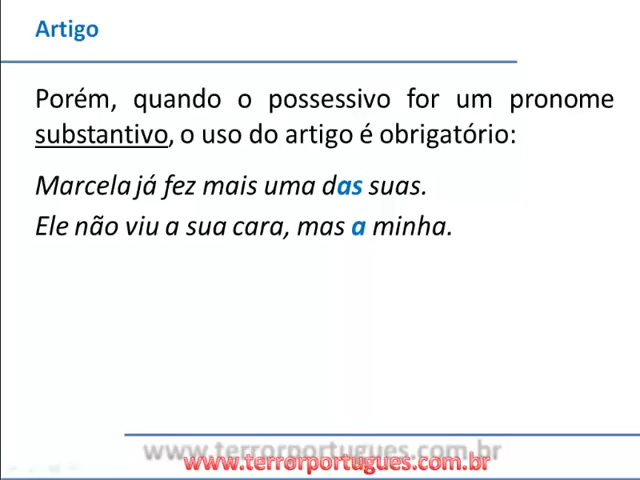 Artigo
Porém, quando o possessivo for um pronome
substantivo, o uso do artigo é obrigatório:
Marcela já fez mais uma das suas.
Ele não viu a sua cara, mas a minha.
www.terrorportugues.com.br
www.terrorportugues.com.br